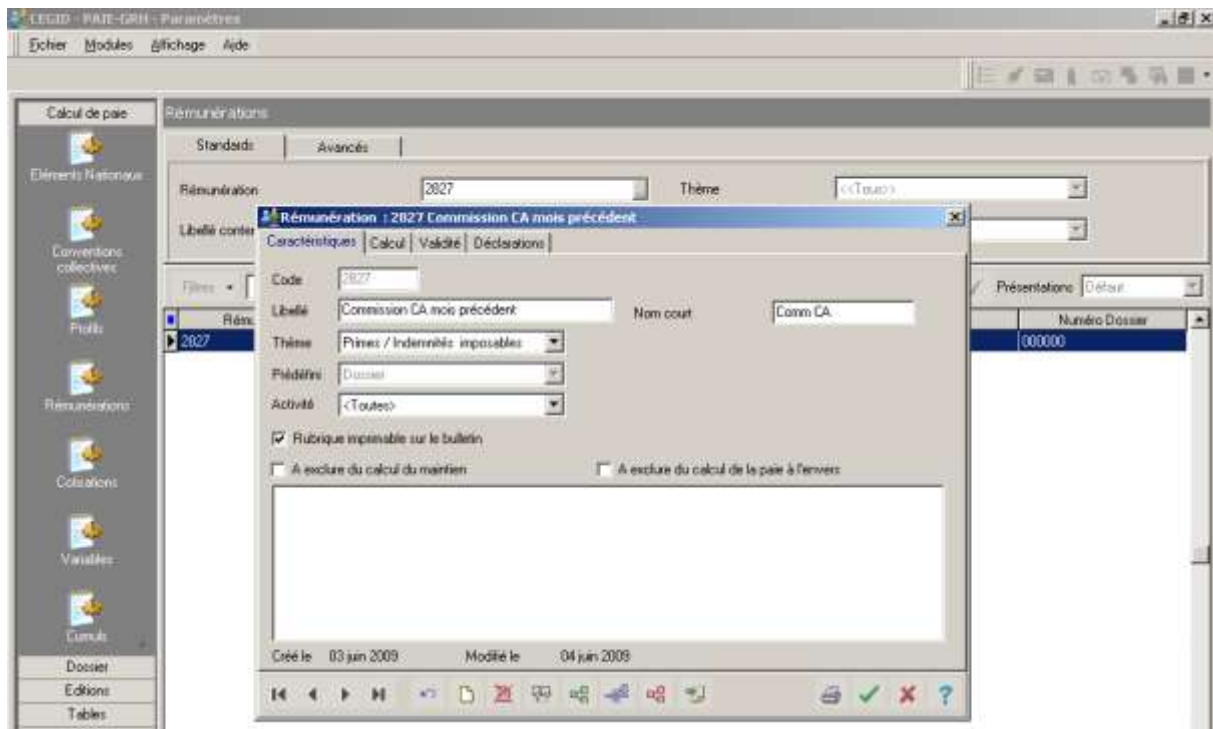 CEGID - PAIE-GRH - Paramètres
Fichier Modules Affichage Aide
Calcul de paie
Rémunérations
Standards Avancés
Eléments Nationaux
Rémunération 2827 Thème <<Tous>>
Libellé conten
Rémunération : 2827 Commission CA mois précédent
Caractéristiques Calcul Validité Déclarations
Conventions
collectives
Filtres
Code 2827
Présentations Défaut
Libellé Commission CA mois précédent Nom court Comm CA
Rému
Numéro Dossier
Profils
2827
000000
Thème Primes / Indemnités imposables
Prédéfini Dossier
Rémunérations
Activité <Toutes>
Rubrique imprimable sur le bulletin
A exclure du calcul du maintien A exclure du calcul de la paie à l'envers
Cotisations
Variables
Cumuls
Créé le 03 juin 2009 Modifié le 04 juin 2009
Dossier
Editions
Tables